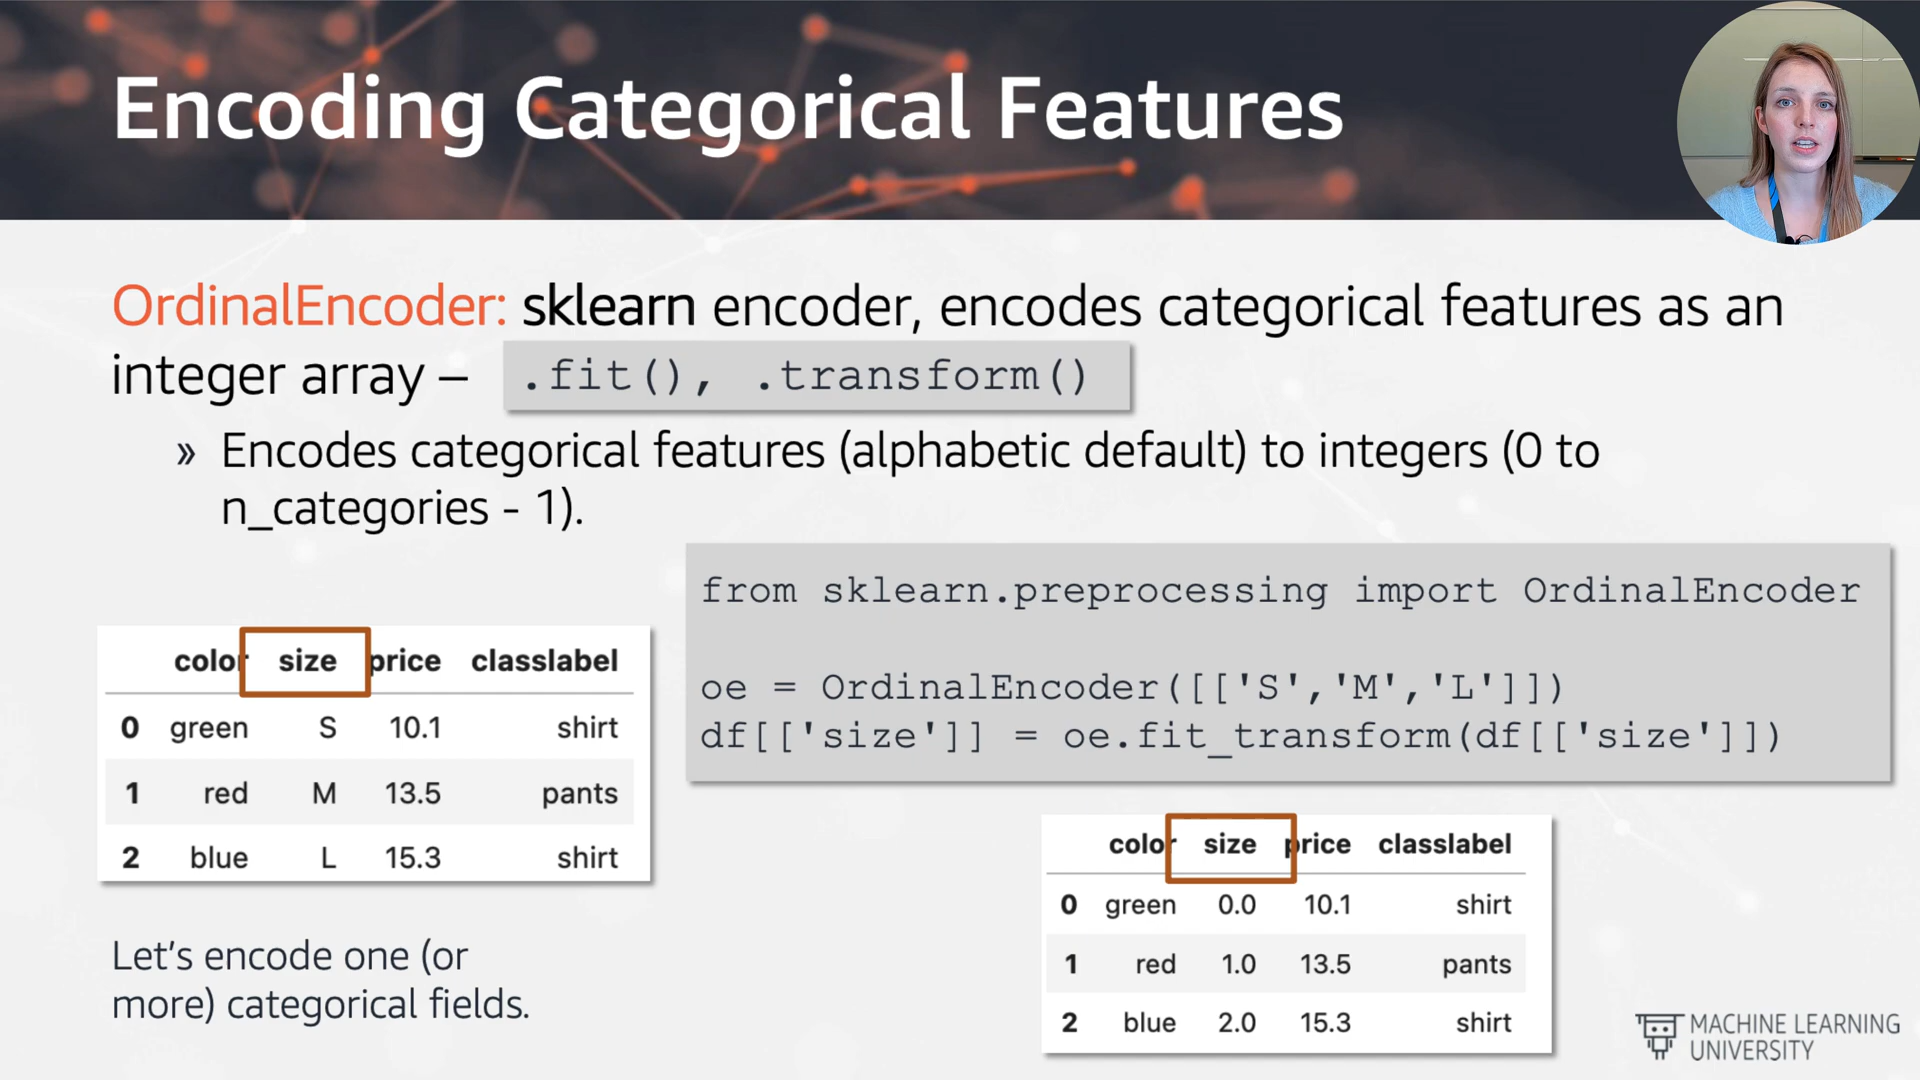 Encoding Categorical Features
OrdinalEncoder: sklearn encoder, encodes categorical features as an
integer array – .fit(), .transform()
» Encodes categorical features (alphabetic default) to integers (0 to
n_categories - 1).
from sklearn.preprocessing import OrdinalEncoder
oe = OrdinalEncoder([['S','M','L']])
df[['size']] = oe.fit_transform(df[['size']])
color size price classlabel
0 green S 10.1 shirt
1 red M 13.5 pants
2 blue L 15.3 shirt
Let's encode one (or
more) categorical fields.
color size price classlabel
0 green 0.0 10.1 shirt
1 red 1.0 13.5 pants
2 blue 2.0 15.3 shirt
MACHINE LEARNING
UNIVERSITY